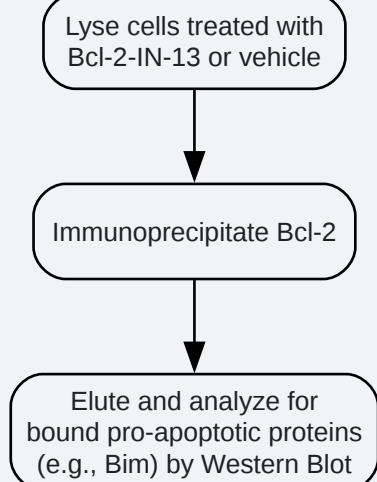 Lyse cells treated with
Bcl-2-IN-13 or vehicle
Immunoprecipitate Bcl-2
Elute and analyze for
bound pro-apoptotic proteins
(e.g., Bim) by Western Blot